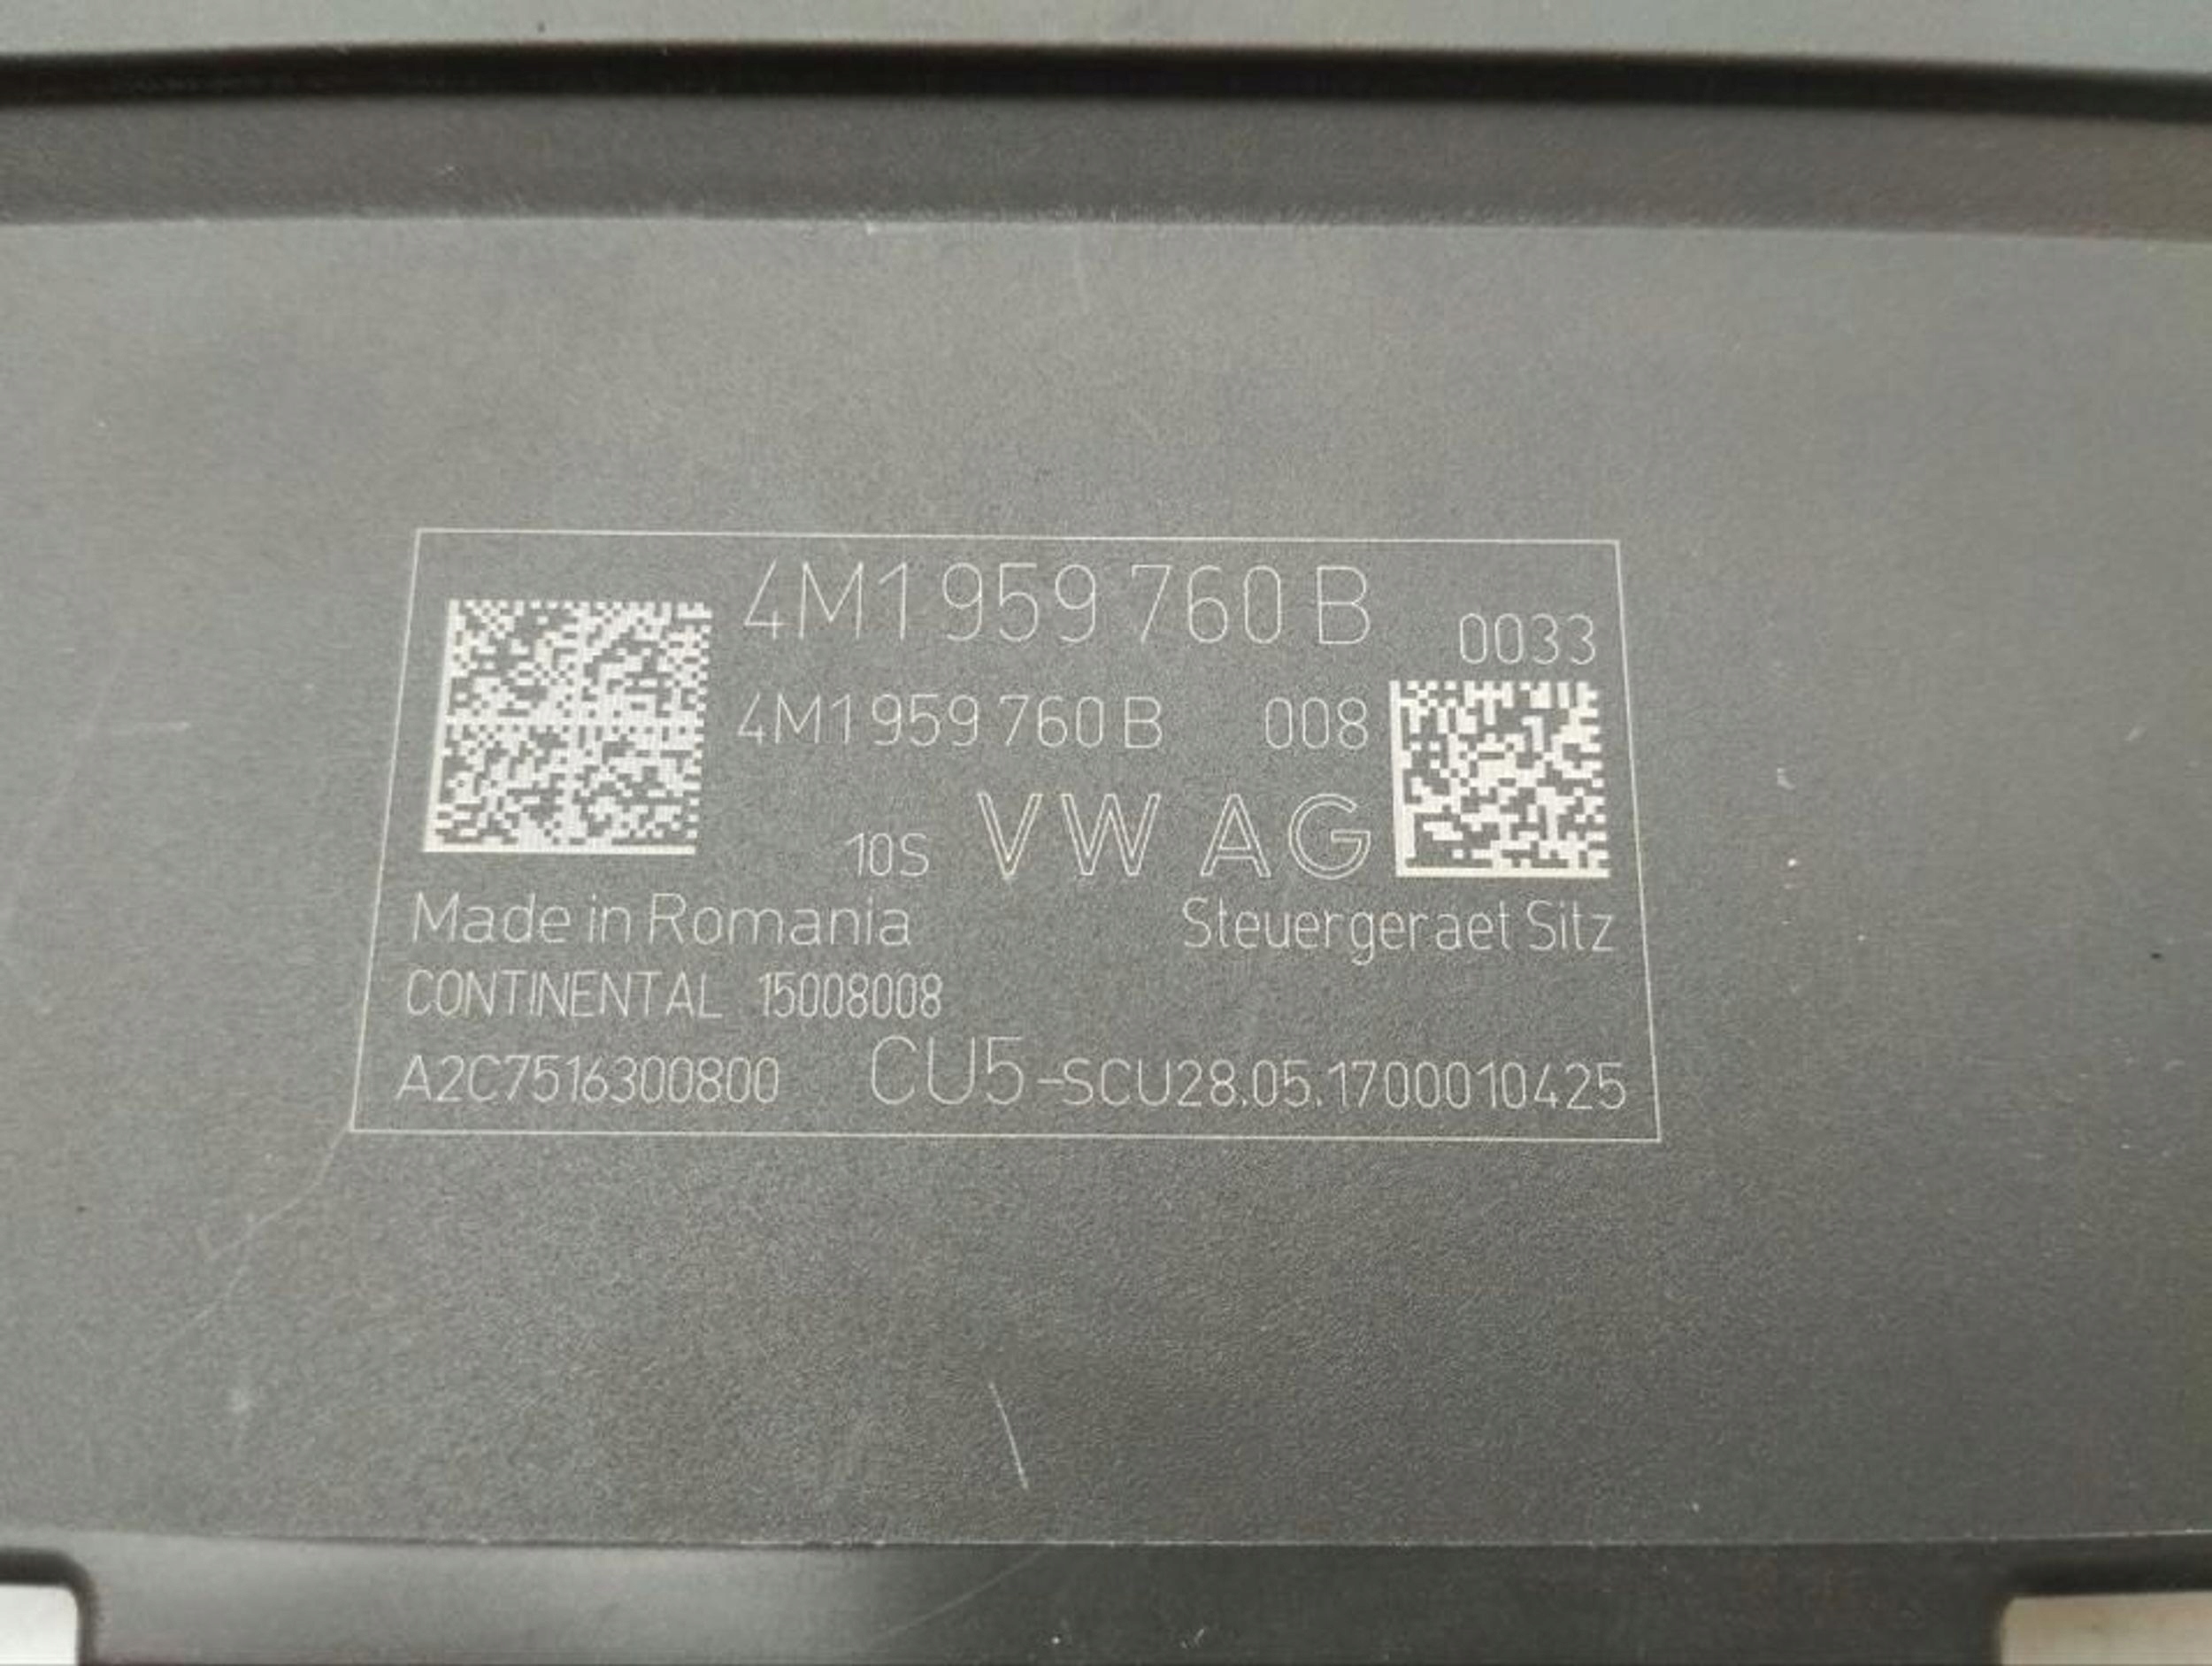 4M1 959 760 B
0033
4M1 959 760 B 008
10S VW AG
Made in Romania Steuergeraet Sitz
CONTINENTAL 15008008
A2C7516300800 CU5-SCU28.05.1700010425